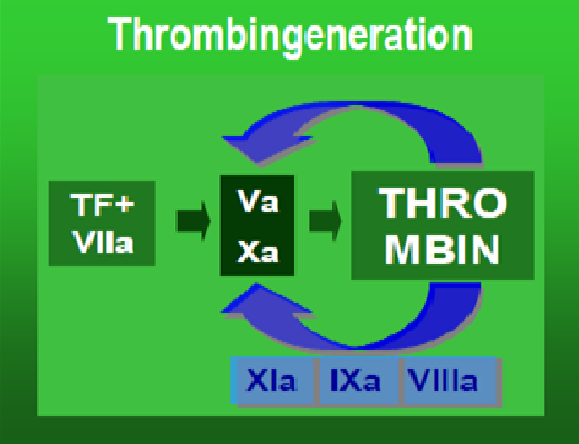 Thrombingeneration
TF+
VIIa
Va
Xa
THRO
MBIN
XIa IXa VIIIa